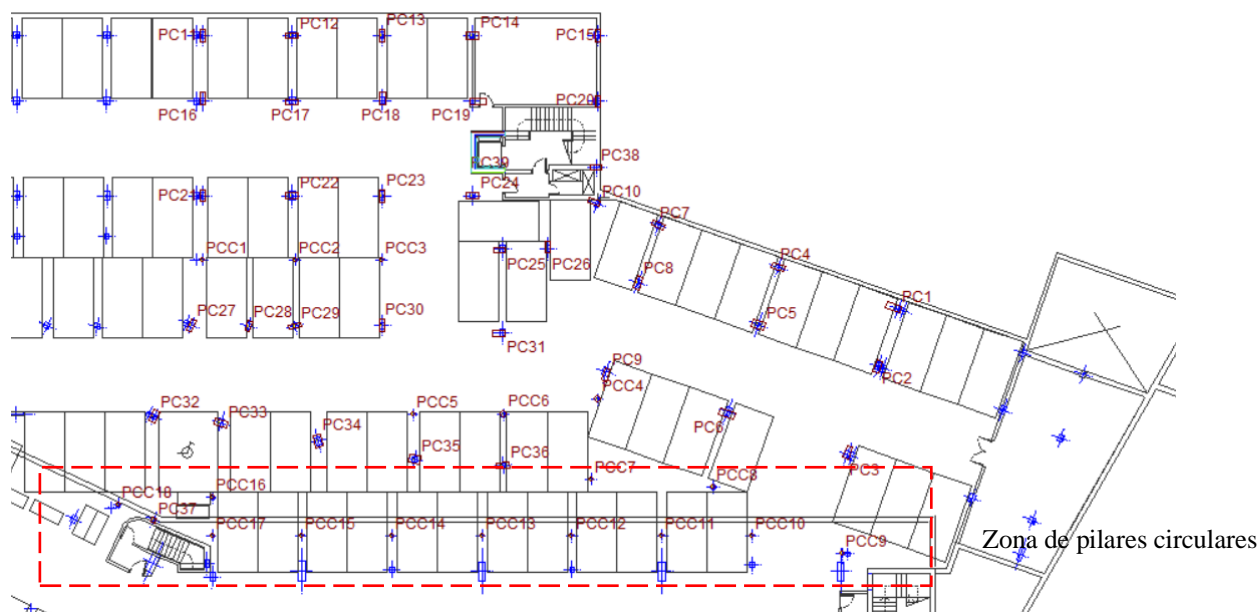 PC11 PC12 PC13 PC14 PC15
PC16 PC17 PC18 PC19 PC20
PC39 PC38
PC21 PC22 PC23 PC24 PC10
PC7
PCC1 PCC2 PCC3 PC25 PC26 PC4
PC8
PC27 PC28 PC29 PC30 PC1
PC5
PC31
PC9 PC2
PCC4
PC32 PC33 PCC5 PCC6
PC34 PC6
PC35 PC36
PC3
PCC7 PCC8
PCC18 PCC16
PC37 PCC17 PCC15 PCC14 PCC13 PCC12 PCC11 PCC10
PCC9 Zona de pilares circulares